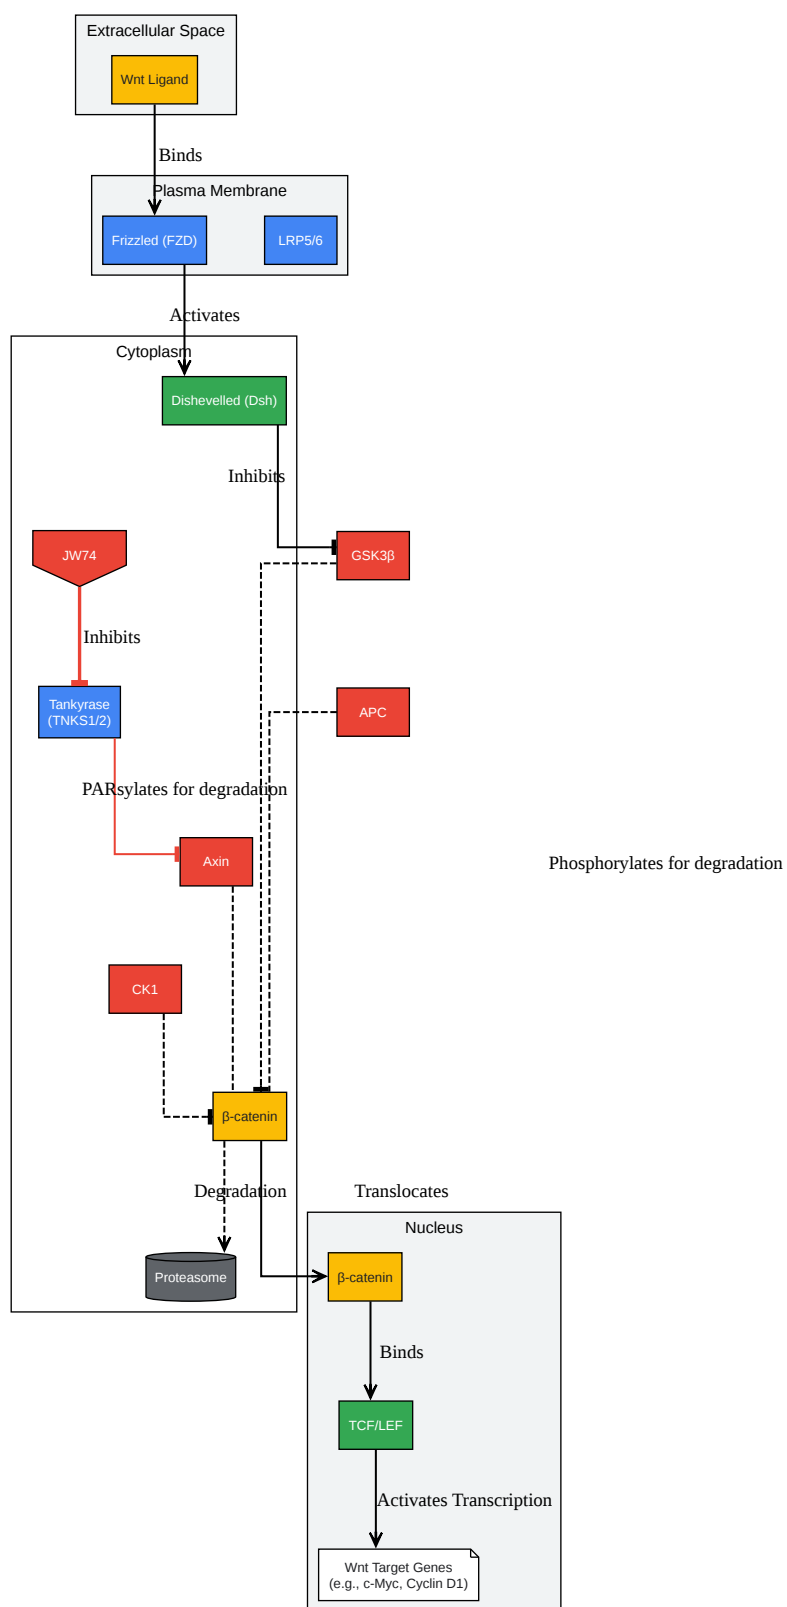 Extracellular Space
Wnt Ligand
Binds
Plasma Membrane
Frizzled (FZD)
LRP5/6
Activates
Cytoplasm
Dishevelled (Dsh)
Inhibits
JW74
GSK3β
Inhibits
Tankyrase
(TNKS1/2)
APC
PARsylates for degradation
Axin
Phosphorylates for degradation
CK1
β-catenin
Degradation
Translocates
Nucleus
Proteasome
β-catenin
Binds
TCF/LEF
Activates Transcription
Wnt Target Genes
(e.g., c-Myc, Cyclin D1)